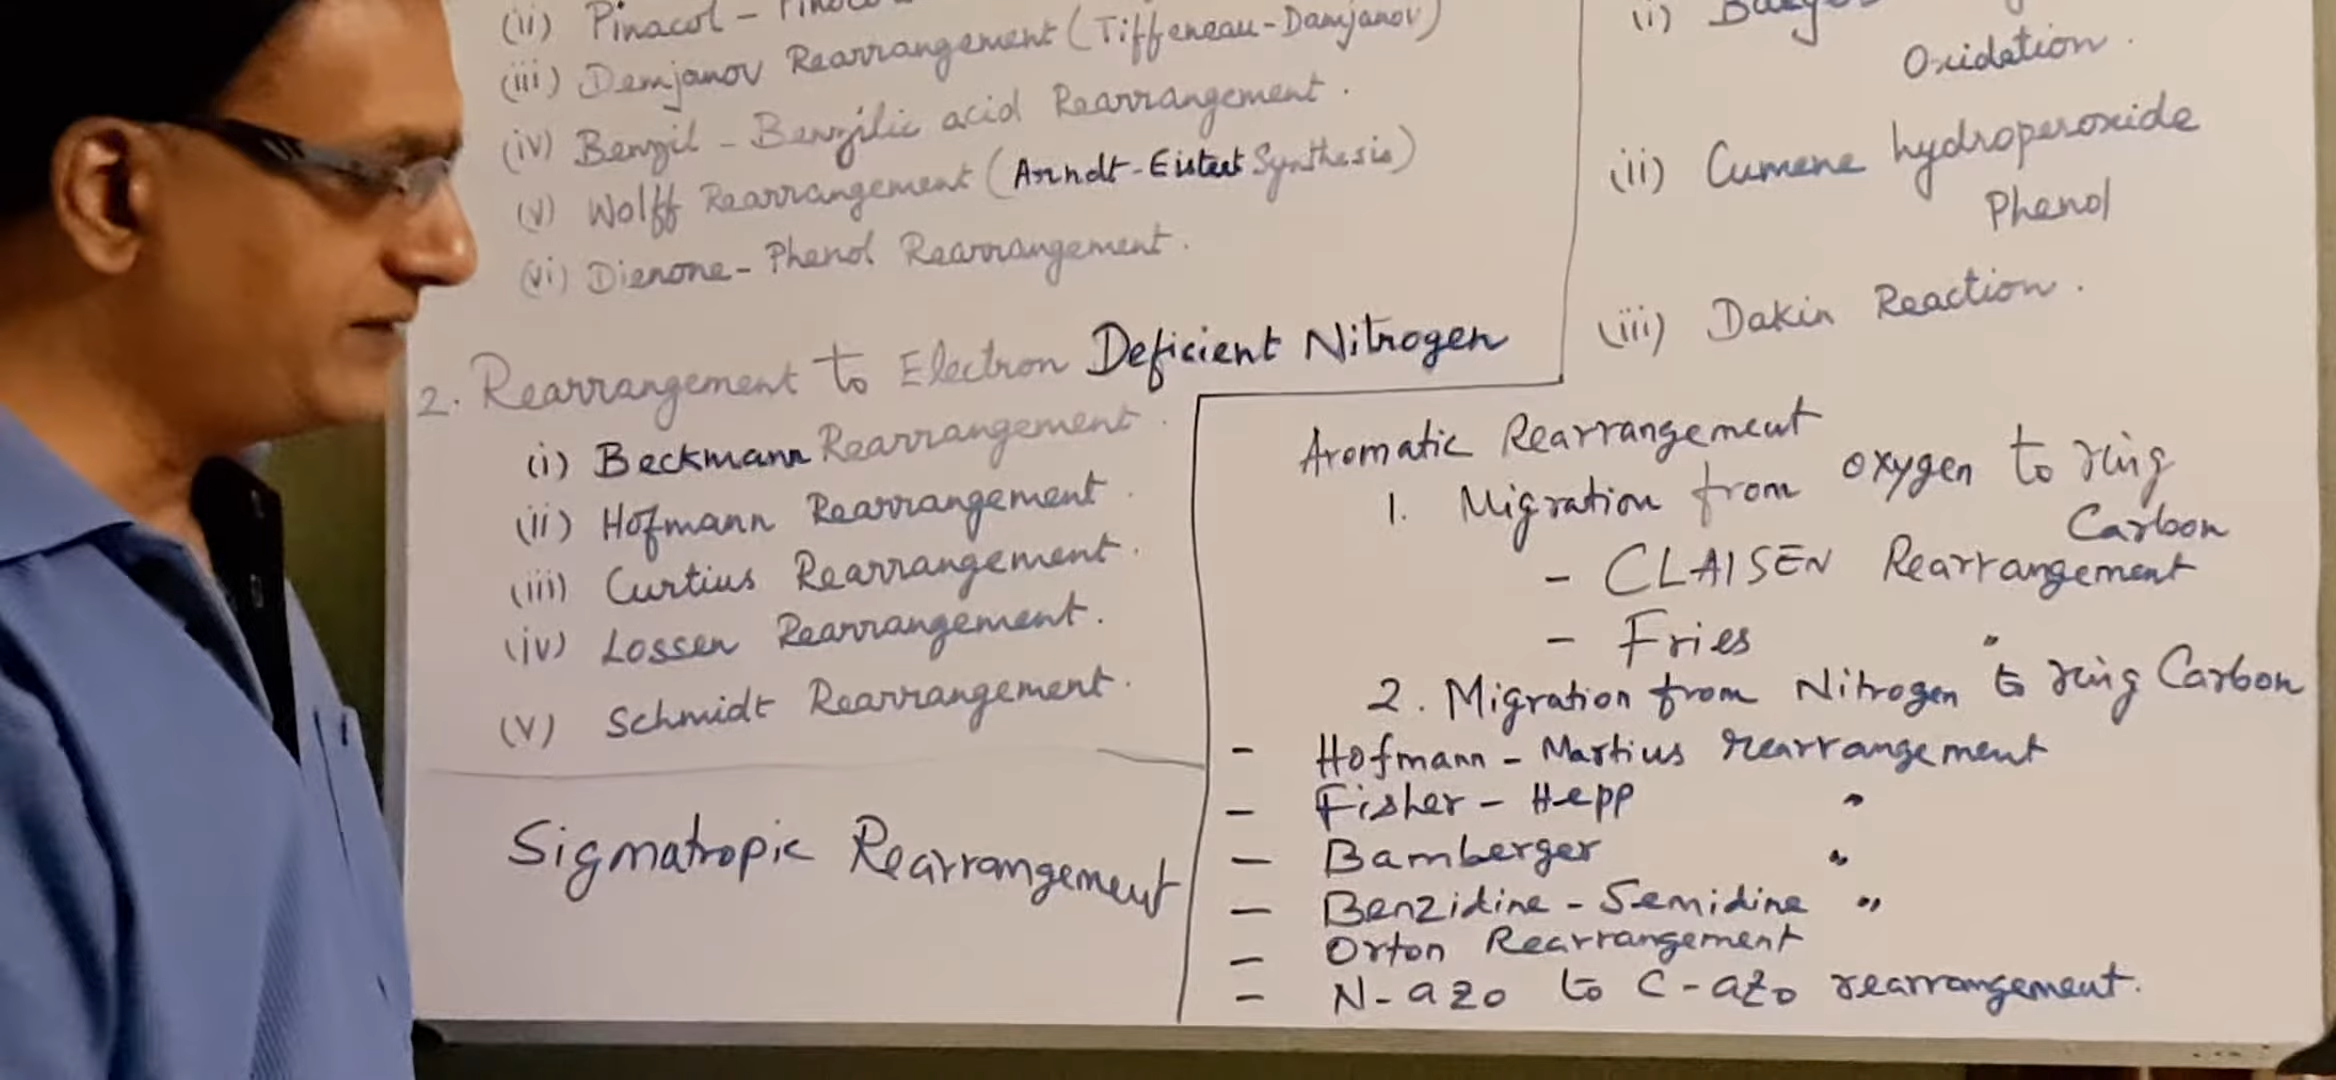 (ii) Pinacol -
(iii) Demjanov Rearrangement (Tiffeneau-Damjanov)
(iv) Benzil - Benzilic acid Rearrangement.
(v) Wolff Rearrangement (Arndt-Eistert Synthesis)
(vi) Dienone - Phenol Rearrangement.
2. Rearrangement to Electron Deficient Nitrogen
(i) Beckmann Rearrangement.
(ii) Hofmann Rearrangement.
(iii) Curtius Rearrangement.
(iv) Lossen Rearrangement.
(v) Schmidt Rearrangement.
Sigmatropic Rearrangement
(i)
Oxidation.
(ii) Cumene hydroperoxide
Phenol
(iii) Dakin Reaction.
Aromatic Rearrangement
1. Migration from oxygen to ring
Carbon
- CLAISEN Rearrangement
- Fries "
2. Migration from Nitrogen to ring Carbon
- Hofmann - Martius rearrangement
- Fisher - Hepp "
- Bamberger "
- Benzidine - Semidine "
- Orton Rearrangement
- N-azo to C-azo rearrangement.